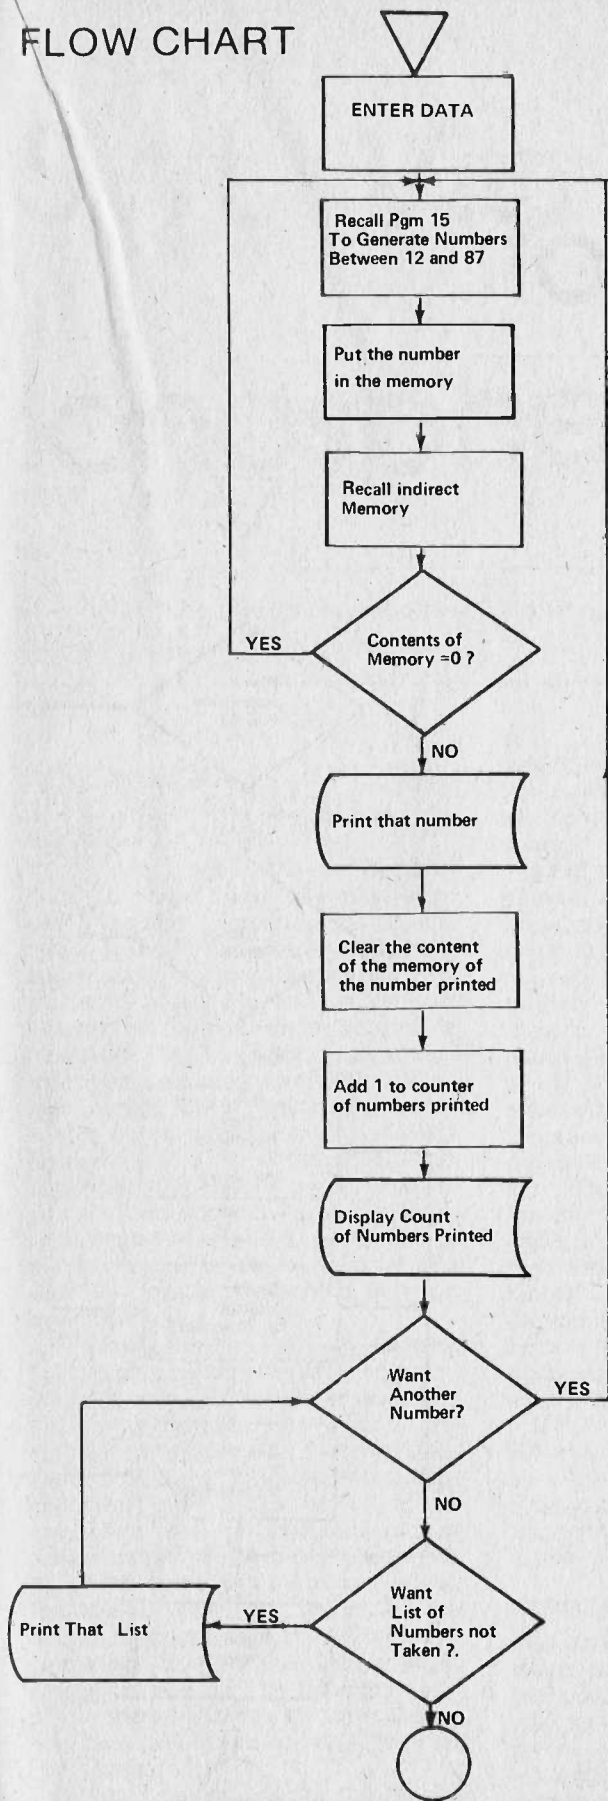 FLOW CHART
ENTER DATA
Recall Pgm 15
To Generate Numbers
Between 12 and 87
Put the number
in the memory
Recall indirect
Memory
Contents of
Memory =0 ?
YES
NO
Print that number
Clear the content
of the memory of
the number printed
Add 1 to counter
of numbers printed
Display Count
of Numbers Printed
Want
Another
Number?
YES
NO
Want
List of
Numbers not
Taken ?.
YES
Print That List
NO